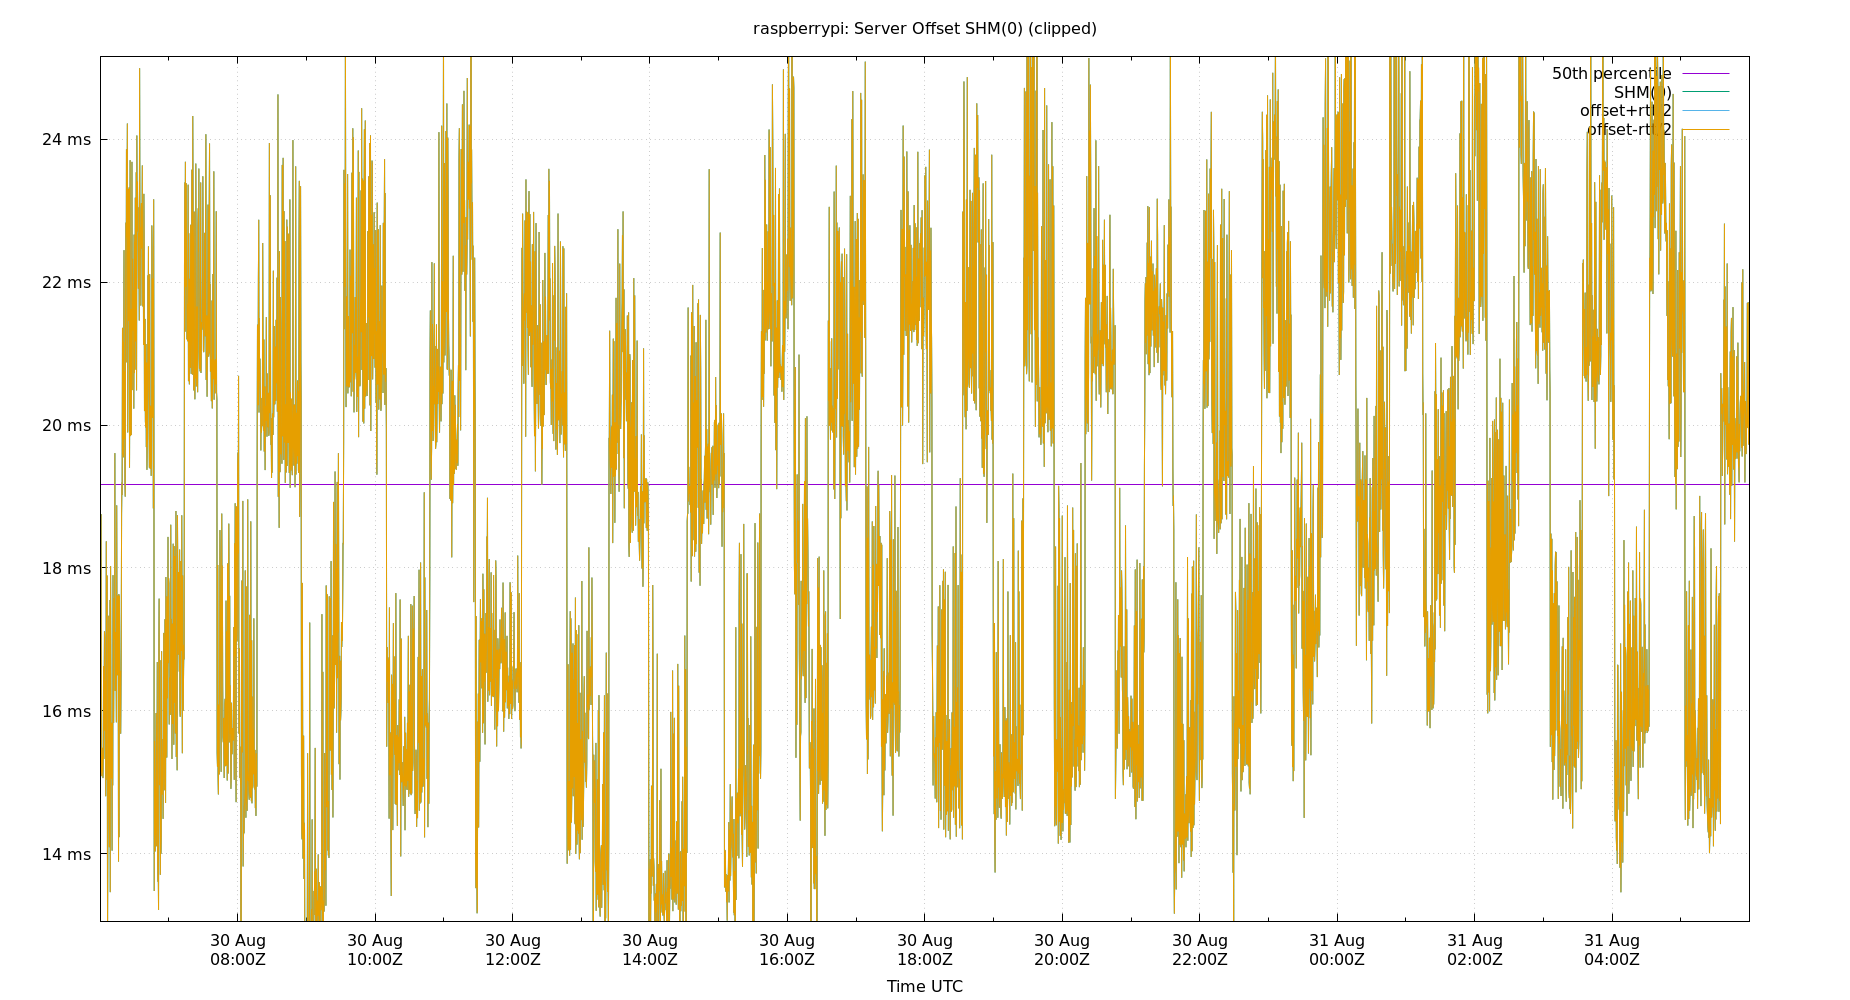 raspberrypi: Server Offset SHM(0) (clipped)
50th percentile
SHM(0)
offset+rtt/2
offset-rtt/2
24 ms
22 ms
20 ms
18 ms
16 ms
14 ms
30 Aug 30 Aug 30 Aug 30 Aug 30 Aug 30 Aug 30 Aug 30 Aug 31 Aug 31 Aug 31 Aug
08:00Z 10:00Z 12:00Z 14:00Z 16:00Z 18:00Z 20:00Z 22:00Z 00:00Z 02:00Z 04:00Z
Time UTC